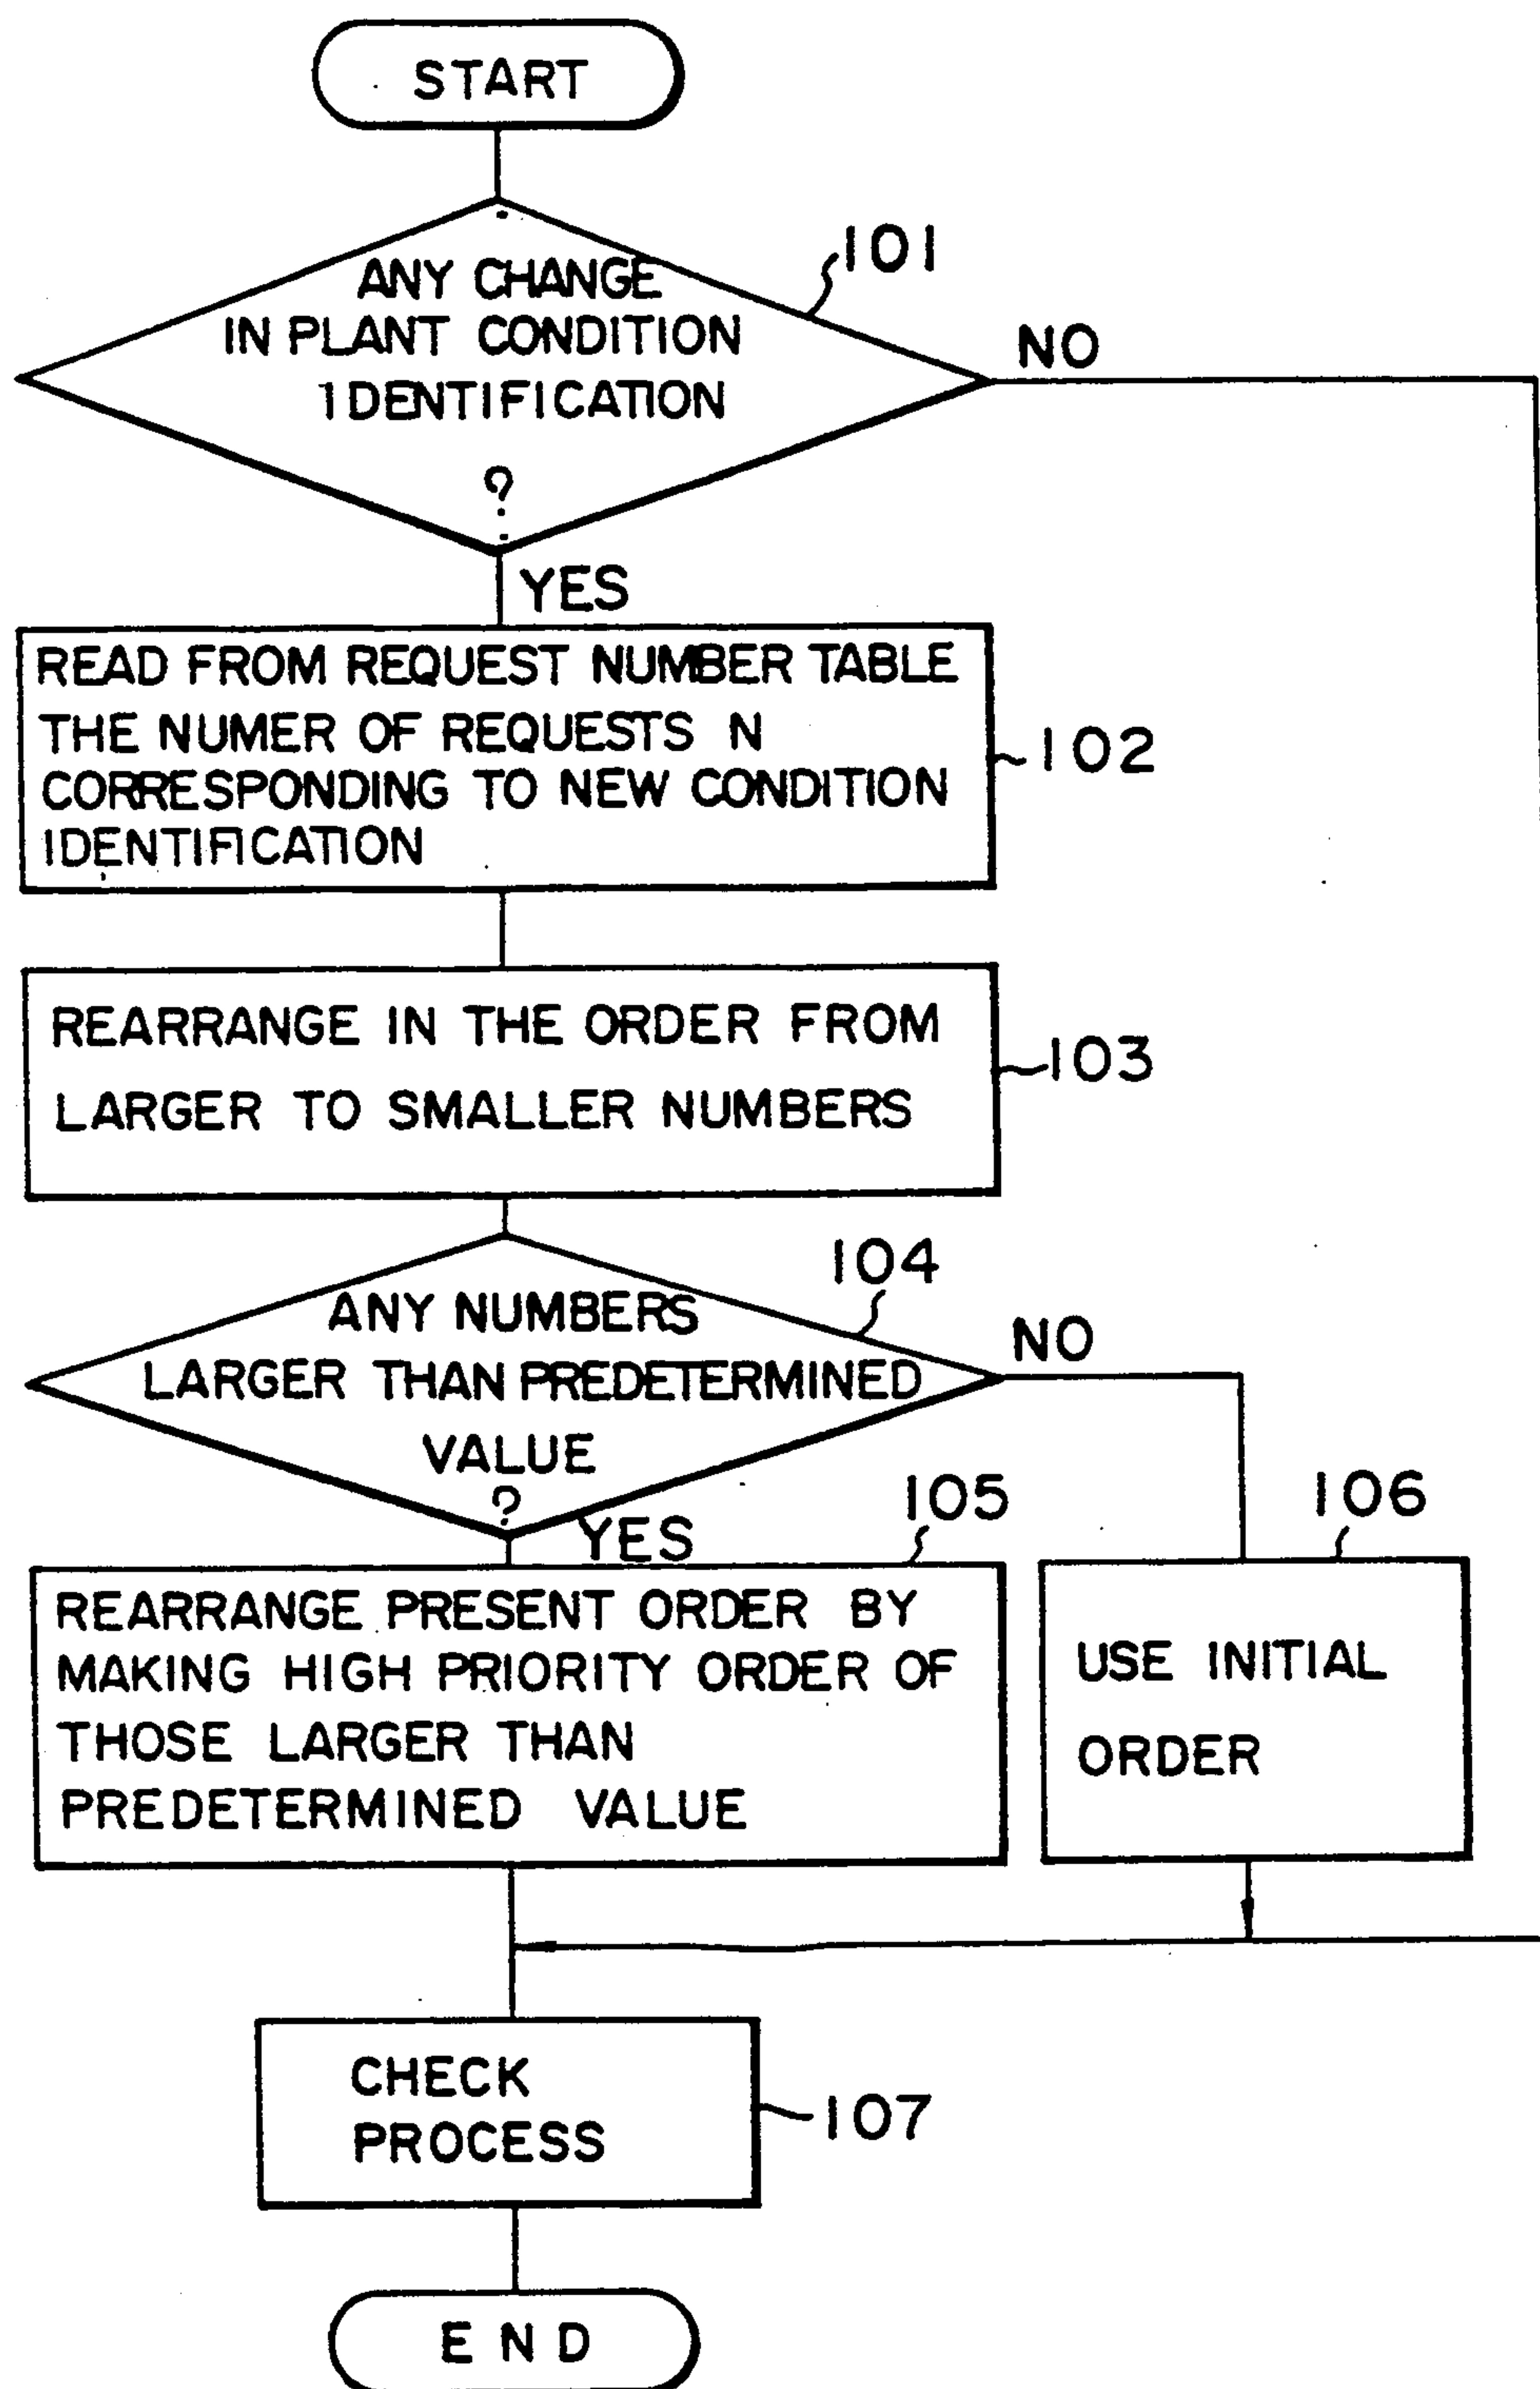 START
101
ANY CHANGE
IN PLANT CONDITION
IDENTIFICATION
?
NO
YES
READ FROM REQUEST NUMBER TABLE
THE NUMER OF REQUESTS N
CORRESPONDING TO NEW CONDITION
IDENTIFICATION
102
REARRANGE IN THE ORDER FROM
LARGER TO SMALLER NUMBERS
103
104
ANY NUMBERS
LARGER THAN PREDETERMINED
VALUE
?
NO
YES
105
106
REARRANGE PRESENT ORDER BY
MAKING HIGH PRIORITY ORDER OF
THOSE LARGER THAN
PREDETERMINED VALUE
USE INITIAL
ORDER
CHECK
PROCESS
107
END